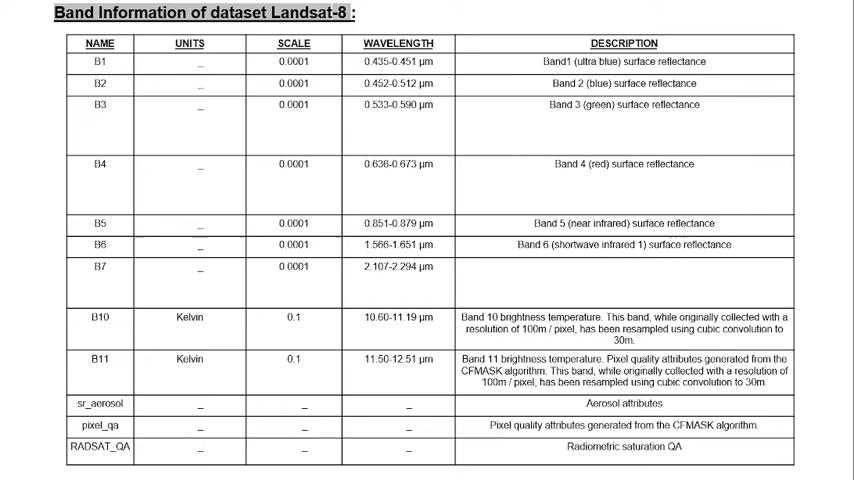 Band Information of dataset Landsat-8 :
NAME UNITS SCALE WAVELENGTH DESCRIPTION
B1 _ 0.0001 0.435-0.451 μm Band1 (ultra blue) surface reflectance
B2 _ 0.0001 0.452-0.512 μm Band 2 (blue) surface reflectance
B3 _ 0.0001 0.533-0.590 μm Band 3 (green) surface reflectance
B4 _ 0.0001 0.636-0.673 μm Band 4 (red) surface reflectance
B5 _ 0.0001 0.851-0.879 μm Band 5 (near infrared) surface reflectance
B6 _ 0.0001 1.566-1.651 μm Band 6 (shortwave infrared 1) surface reflectance
B7 _ 0.0001 2.107-2.294 μm
B10 Kelvin 0.1 10.60-11.19 μm Band 10 brightness temperature. This band, while originally collected with a
resolution of 100m / pixel, has been resampled using cubic convolution to
30m.
B11 Kelvin 0.1 11.50-12.51 μm Band 11 brightness temperature. Pixel quality attributes generated from the
CFMASK algorithm. This band, while originally collected with a resolution of
100m / pixel, has been resampled using cubic convolution to 30m.
sr_aerosol _ _ _ Aerosol attributes
pixel_qa _ _ _ Pixel quality attributes generated from the CFMASK algorithm.
RADSAT_QA _ _ _ Radiometric saturation QA